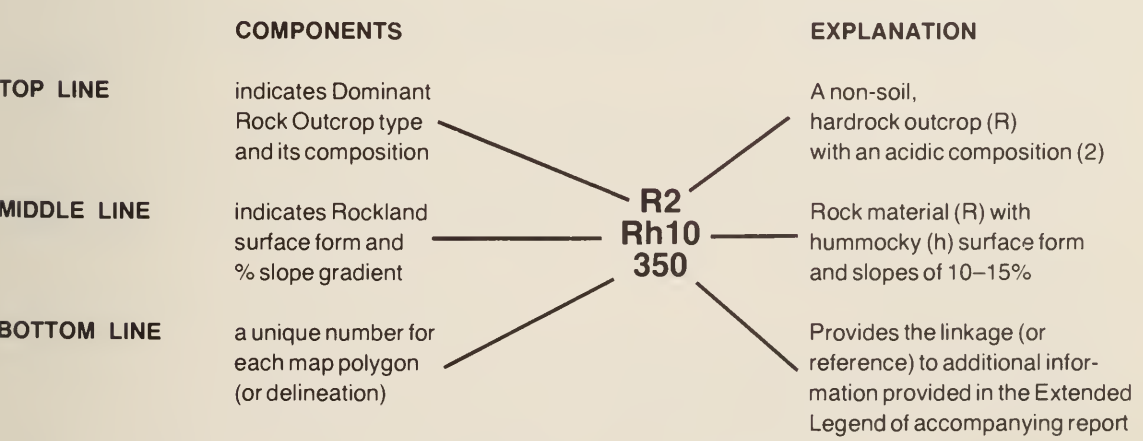 COMPONENTS
EXPLANATION
TOP LINE
indicates Dominant
Rock Outcrop type
and its composition
A non-soil,
hardrock outcrop (R)
with an acidic composition (2)
MIDDLE LINE
indicates Rockland
surface form and
% slope gradient
R2
Rh10
350
Rock material (R) with
hummocky (h) surface form
and slopes of 10–15%
BOTTOM LINE
a unique number for
each map polygon
(or delineation)
Provides the linkage (or
reference) to additional infor-
mation provided in the Extended
Legend of accompanying report